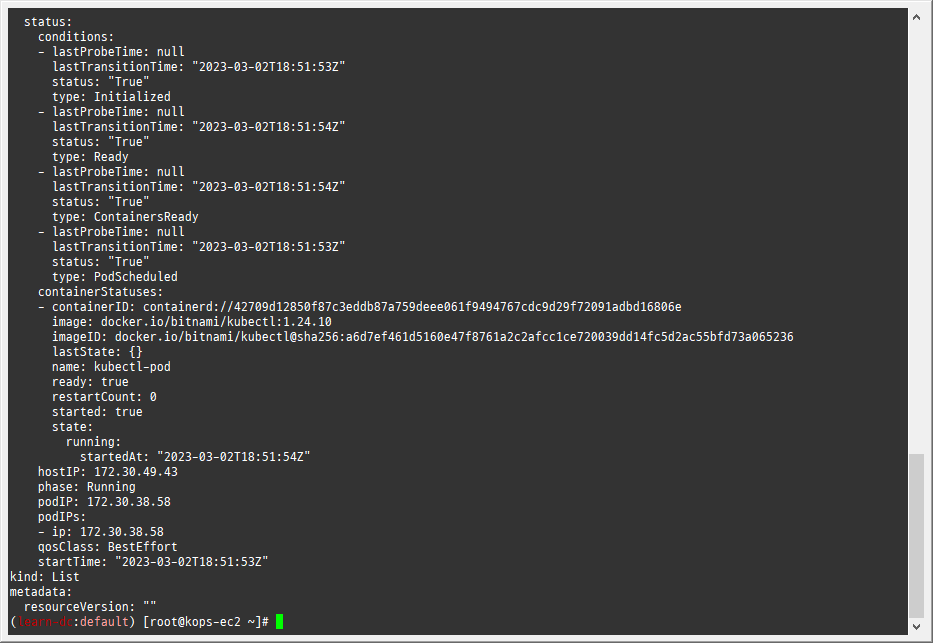 status:
conditions:
- lastProbeTime: null
lastTransitionTime: "2023-03-02T18:51:53Z"
status: "True"
type: Initialized
- lastProbeTime: null
lastTransitionTime: "2023-03-02T18:51:54Z"
status: "True"
type: Ready
- lastProbeTime: null
lastTransitionTime: "2023-03-02T18:51:54Z"
status: "True"
type: ContainersReady
- lastProbeTime: null
lastTransitionTime: "2023-03-02T18:51:53Z"
status: "True"
type: PodScheduled
containerStatuses:
- containerID: containerd://42709d12850f87c3eddb87a759deee061f9494767cdc9d29f72091adbd16806e
image: docker.io/bitnami/kubectl:1.24.10
imageID: docker.io/bitnami/kubectl@sha256:a6d7ef461d5160e47f8761a2c2afcc1ce720039dd14fc5d2ac55bfd73a065236
lastState: {}
name: kubectl-pod
ready: true
restartCount: 0
started: true
state:
running:
startedAt: "2023-03-02T18:51:54Z"
hostIP: 172.30.49.43
phase: Running
podIP: 172.30.38.58
podIPs:
- ip: 172.30.38.58
qosClass: BestEffort
startTime: "2023-03-02T18:51:53Z"
kind: List
metadata:
resourceVersion: ""
(:default) [root@kops-ec2 ~]#